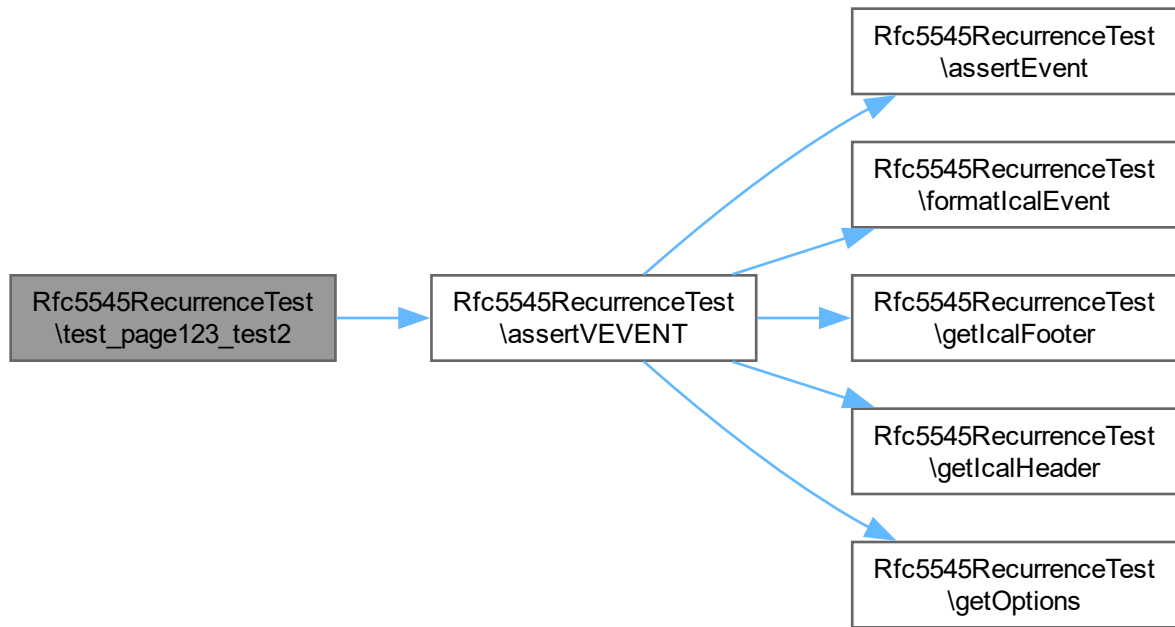 Rfc5545RecurrenceTest
\test_page123_test2
Rfc5545RecurrenceTest
\assertVEVENT
Rfc5545RecurrenceTest
\assertEvent
Rfc5545RecurrenceTest
\formatIcalEvent
Rfc5545RecurrenceTest
\getIcalFooter
Rfc5545RecurrenceTest
\getIcalHeader
Rfc5545RecurrenceTest
\getOptions